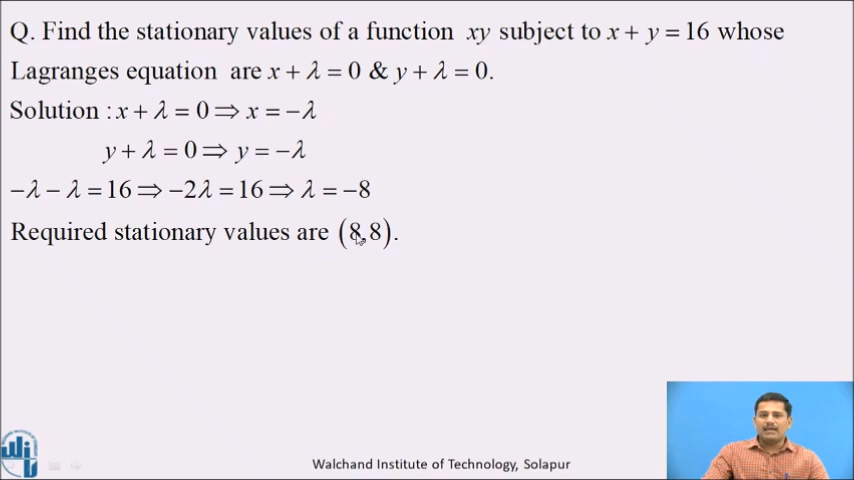 Q. Find the stationary values of a function xy subject to x + y = 16 whose
Lagranges equation are x + λ = 0 & y + λ = 0.
Solution : x + λ = 0 ⇒ x = −λ
y + λ = 0 ⇒ y = −λ
−λ − λ = 16 ⇒ −2λ = 16 ⇒ λ = −8
Required stationary values are (8,8).
Walchand Institute of Technology, Solapur